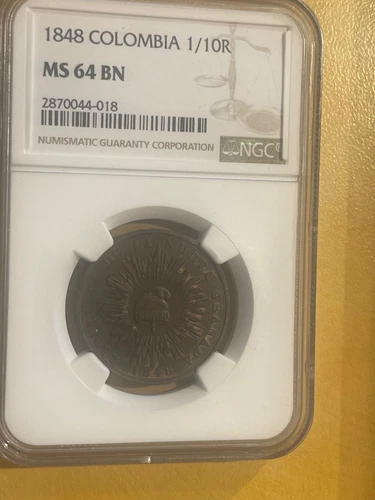 1848 COLOMBIA 1/10R
MS 64 BN
2870044-018
NUMISMATIC GUARANTY CORPORATION
NGC